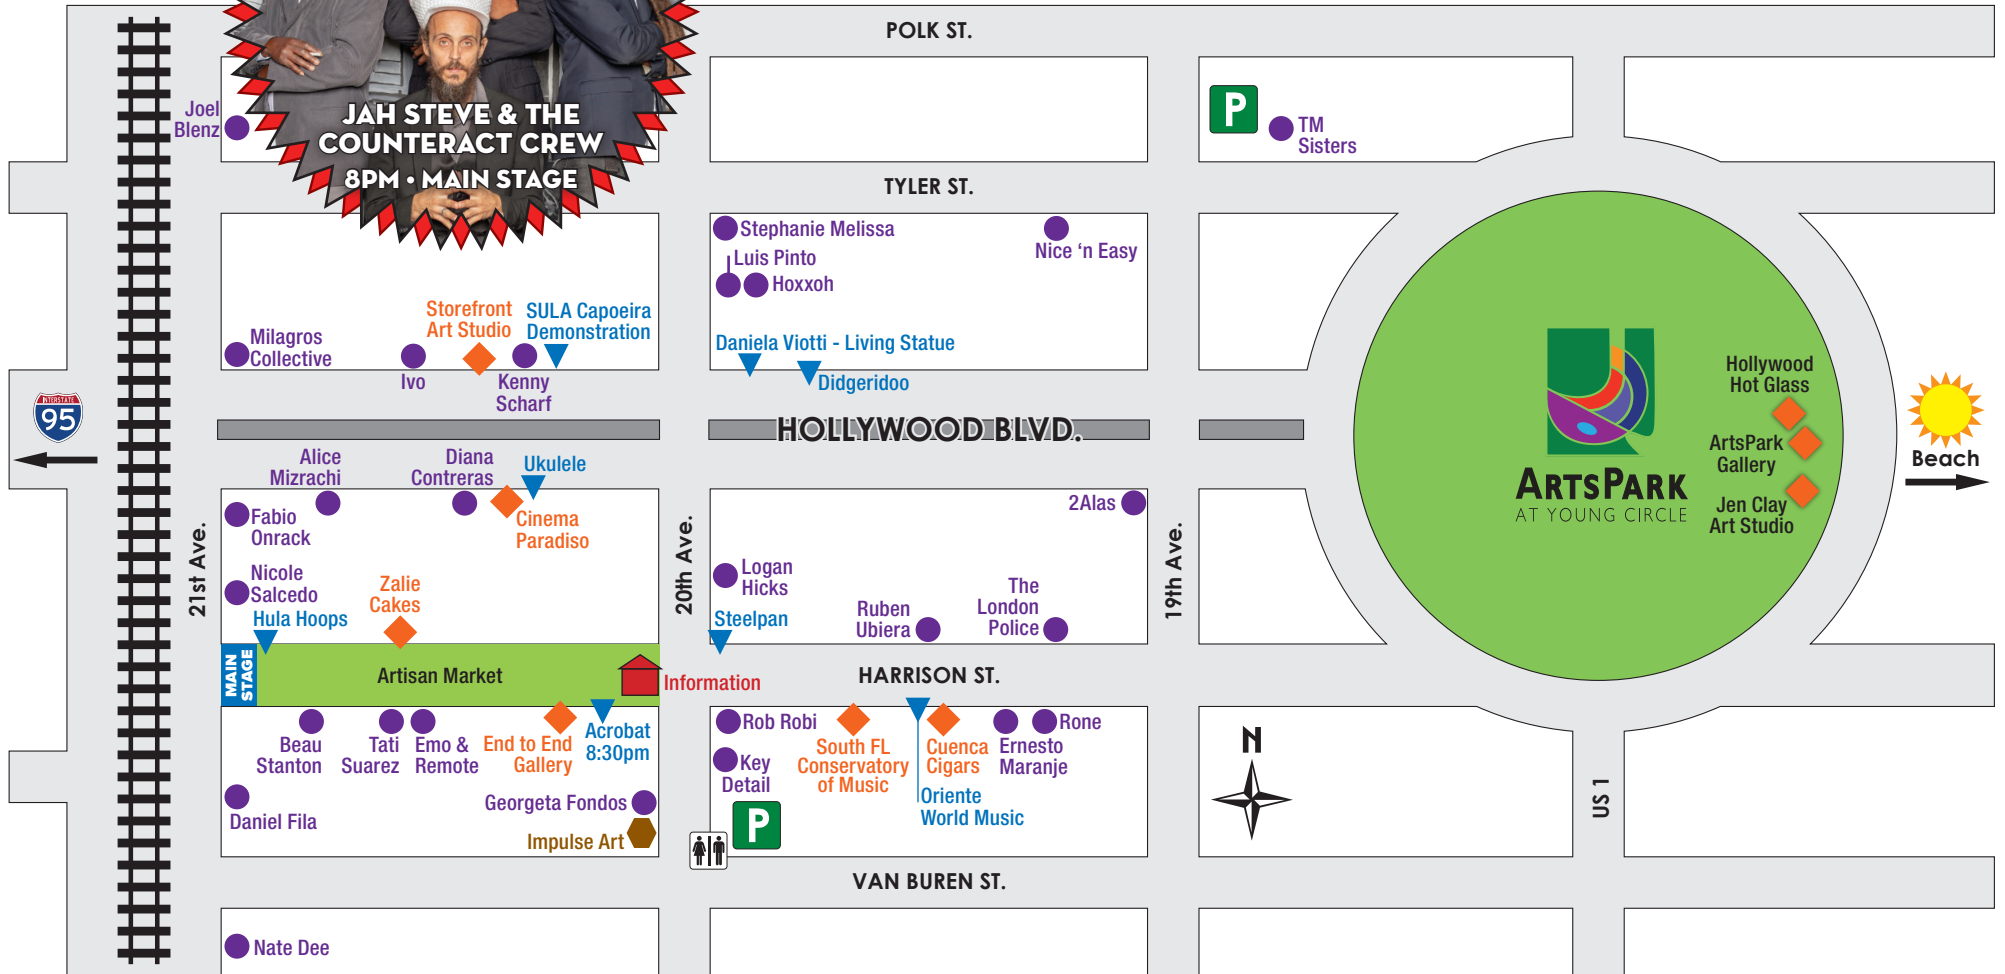 POLK ST.
JAH STEVE & THE
COUNTERACT CREW
8PM • MAIN STAGE
Joel
Blenz
P
TM
Sisters
TYLER ST.
Stephanie Melissa
Luis Pinto
Hoxxoh
Nice ‘n Easy
Milagros
Collective
Ivo
Storefront
Art Studio
Kenny
Scharf
SULA Capoeira
Demonstration
Daniela Viotti - Living Statue
Didgeridoo
INTERSTATE
95
HOLLYWOOD BLVD.
Hollywood
Hot Glass
ArtsPark
Gallery
Jen Clay
Art Studio
ARTSPARK
AT YOUNG CIRCLE
Beach
Alice
Mizrachi
Diana
Contreras
Ukulele
Cinema
Paradiso
Fabio
Onrack
Nicole
Salcedo
Hula Hoops
Zalie
Cakes
21st Ave.
20th Ave.
19th Ave.
2Alas
Logan
Hicks
Steelpan
Ruben
Ubiera
The
London
Police
MAIN
STAGE
Artisan Market
Information
HARRISON ST.
Beau
Stanton
Tati
Suarez
Emo &
Remote
End to End
Gallery
Acrobat
8:30pm
Daniel Fila
Georgeta Fondos
Impulse Art
Rob Robi
Key
Detail
P
South FL
Conservatory
of Music
Cuenca
Cigars
Oriente
World Music
Ernesto
Maranje
Rone
N
US 1
VAN BUREN ST.
Nate Dee